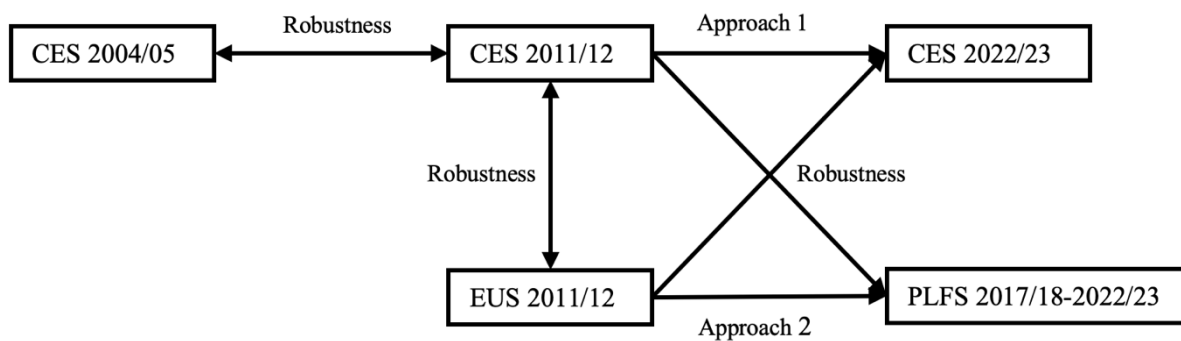 Robustness
Approach 1
CES 2004/05
CES 2011/12
CES 2022/23
Robustness
Robustness
EUS 2011/12
PLFS 2017/18-2022/23
Approach 2